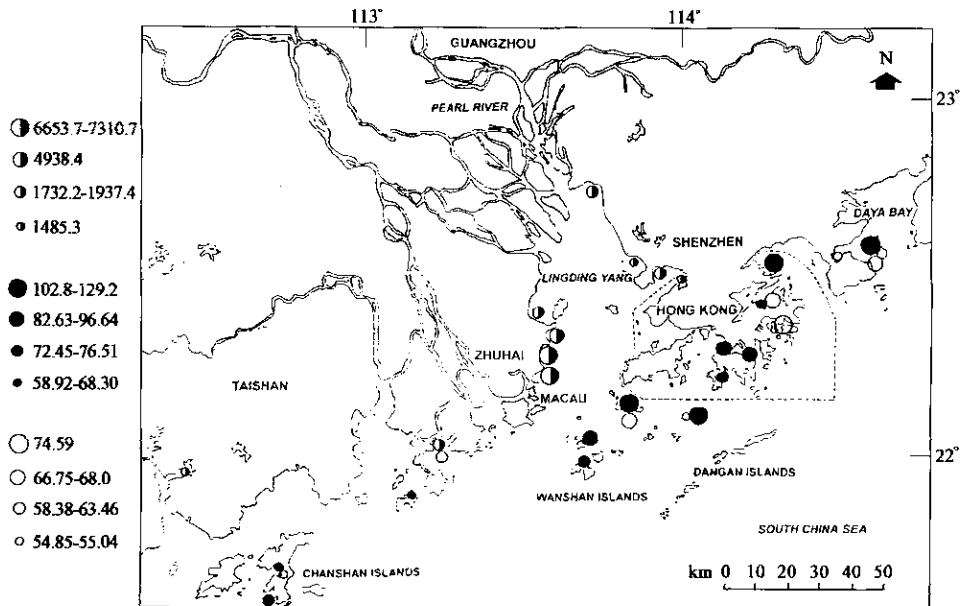 113°
114°
GUANGZHOU
N
PEARL RIVER
23°
6653.7-7310.7
4938.4
1732.2-1937.4
1485.3
DAYA BAY
SHENZHEN
LINGDING YANG
102.8-129.2
HONG KONG
82.63-96.64
72.45-76.51
ZHUHAI
58.92-68.30
TAISHAN
MACAU
74.59
22°
66.75-68.0
DANGAN ISLANDS
WANSHAN ISLANDS
58.38-63.46
SOUTH CHINA SEA
54.85-55.04
CHANSHAN ISLANDS
km 0 10 20 30 40 50